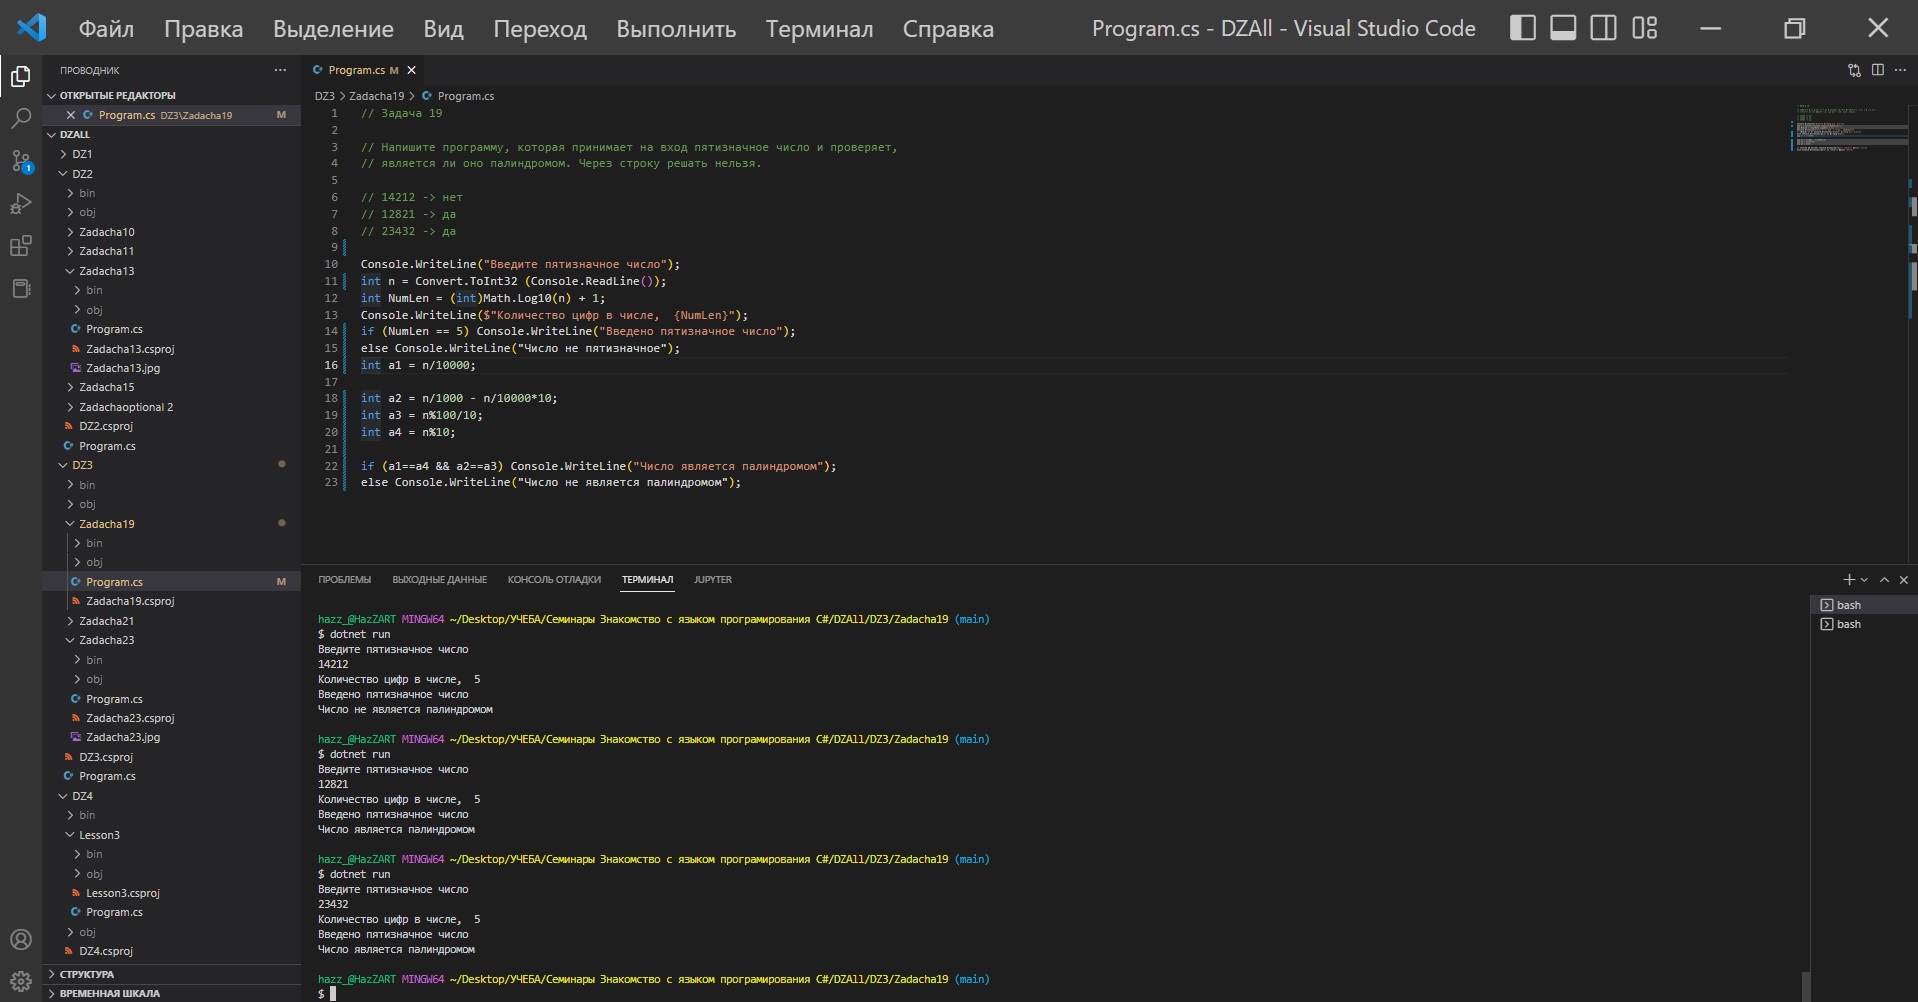 Файл Правка Выделение Вид Переход Выполнить Терминал Справка Program.cs - DZAll - Visual Studio Code
ПРОВОДНИК ···
ОТКРЫТЫЕ РЕДАКТОРЫ
Program.cs DZ3\Zadacha19 M
DZALL
DZ1
DZ2
bin
obj
Zadacha10
Zadacha11
Zadacha13
bin
obj
Program.cs
Zadacha13.csproj
Zadacha13.jpg
Zadacha15
Zadachaoptional 2
DZ2.csproj
Program.cs
DZ3
bin
obj
Zadacha19
bin
obj
Program.cs M
Zadacha19.csproj
Zadacha21
Zadacha23
bin
obj
Program.cs
Zadacha23.csproj
Zadacha23.jpg
DZ3.csproj
Program.cs
DZ4
bin
Lesson3
bin
obj
Lesson3.csproj
Program.cs
obj
DZ4.csproj
СТРУКТУРА
ВРЕМЕННАЯ ШКАЛА
1
Program.cs M
DZ3 > Zadacha19 > Program.cs
1 // Задача 19
2
3 // Напишите программу, которая принимает на вход пятизначное число и проверяет,
4 // является ли оно палиндромом. Через строку решать нельзя.
5
6 // 14212 -> нет
7 // 12821 -> да
8 // 23432 -> да
9
10 Console.WriteLine("Введите пятизначное число");
11 int n = Convert.ToInt32 (Console.ReadLine());
12 int NumLen = (int)Math.Log10(n) + 1;
13 Console.WriteLine($"Количество цифр в числе,  {NumLen}");
14 if (NumLen == 5) Console.WriteLine("Введено пятизначное число");
15 else Console.WriteLine("Число не пятизначное");
16 int a1 = n/10000;
17
18 int a2 = n/1000 - n/10000*10;
19 int a3 = n%100/10;
20 int a4 = n%10;
21
22 if (a1==a4 && a2==a3) Console.WriteLine("Число является палиндромом");
23 else Console.WriteLine("Число не является палиндромом");
ПРОБЛЕМЫ ВЫХОДНЫЕ ДАННЫЕ КОНСОЛЬ ОТЛАДКИ ТЕРМИНАЛ JUPYTER
hazz_@HazZART MINGW64 ~/Desktop/УЧЕБА/Семинары Знакомство с языком програмирования C#/DZAll/DZ3/Zadacha19 (main)
$ dotnet run
Введите пятизначное число
14212
Количество цифр в числе,  5
Введено пятизначное число
Число не является палиндромом
hazz_@HazZART MINGW64 ~/Desktop/УЧЕБА/Семинары Знакомство с языком програмирования C#/DZAll/DZ3/Zadacha19 (main)
$ dotnet run
Введите пятизначное число
12821
Количество цифр в числе,  5
Введено пятизначное число
Число является палиндромом
hazz_@HazZART MINGW64 ~/Desktop/УЧЕБА/Семинары Знакомство с языком програмирования C#/DZAll/DZ3/Zadacha19 (main)
$ dotnet run
Введите пятизначное число
23432
Количество цифр в числе,  5
Введено пятизначное число
Число является палиндромом
hazz_@HazZART MINGW64 ~/Desktop/УЧЕБА/Семинары Знакомство с языком програмирования C#/DZAll/DZ3/Zadacha19 (main)
$
bash
bash